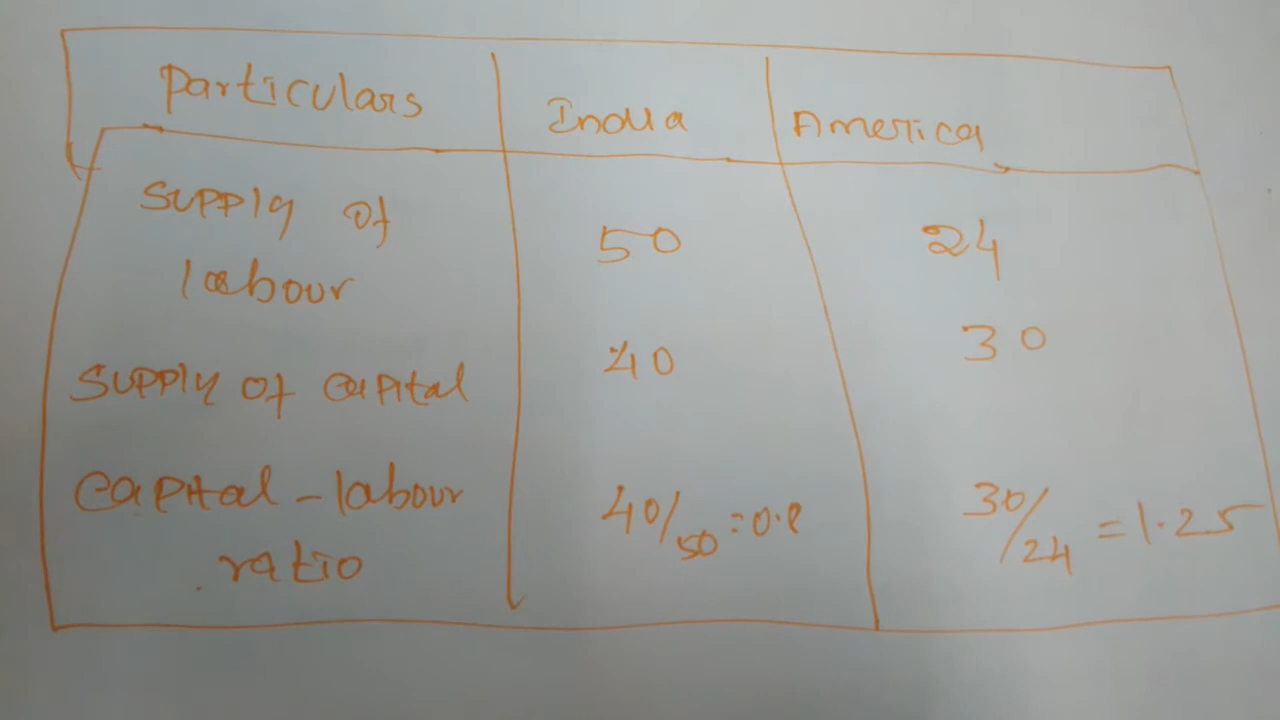 Particulars India America
Supply of labour 50 24
Supply of capital 40 30
Capital - labour ratio 40/50 = 0.8 30/24 = 1.25